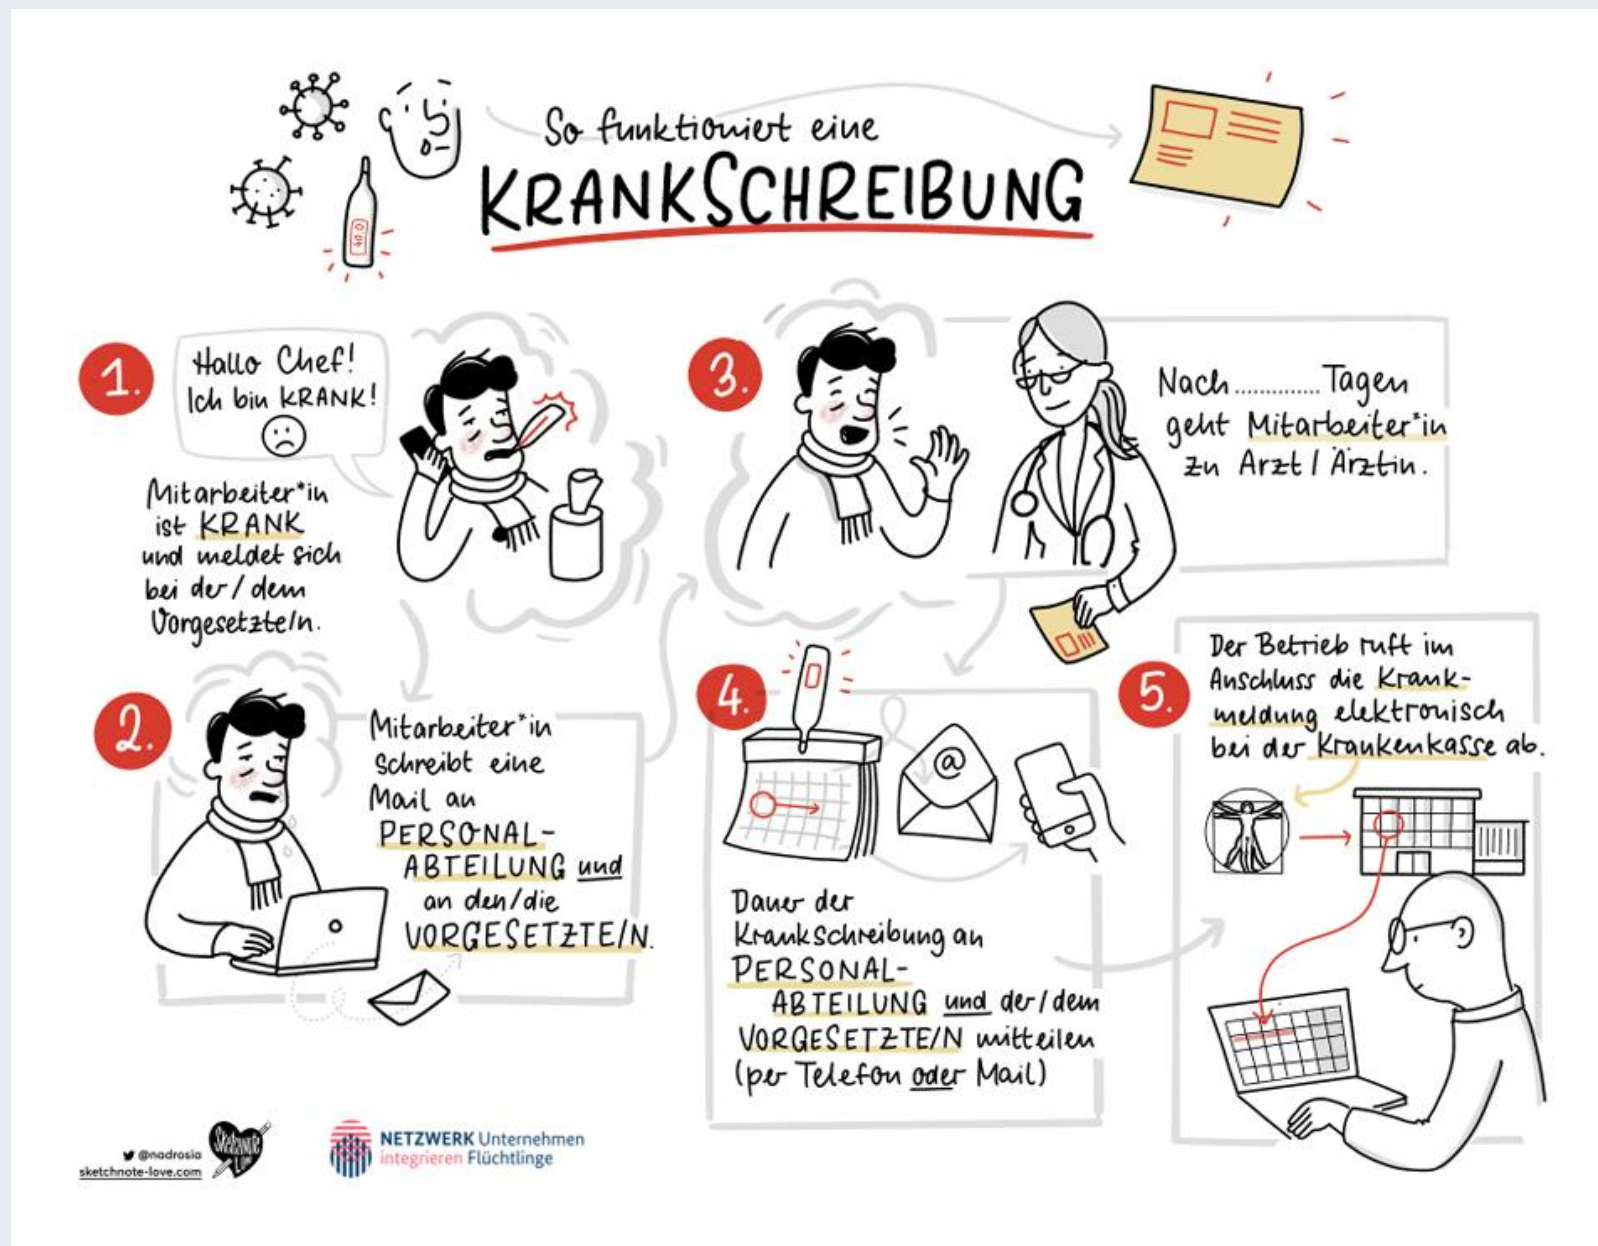 So funktioniert eine
KRANKSCHREIBUNG
1.
Hallo Chef!
Ich bin KRANK!
Mitarbeiter*in
ist KRANK
und meldet sich
bei der/dem
Vorgesetzte/n.
2.
Mitarbeiter*in
schreibt eine
Mail an
PERSONAL-
ABTEILUNG und
an den/die
VORGESETZTE/N.
3.
Nach .............. Tagen
geht Mitarbeiter*in
zu Arzt / Ärztin.
4.
@
Dauer der
Krankschreibung an
PERSONAL-
ABTEILUNG und der/dem
VORGESETZTE/N mitteilen
(per Telefon oder Mail)
5.
Der Betrieb ruft im
Anschluss die Krank-
meldung elektronisch
bei der Krankenkasse ab.
@nadrosia
sketchnote-love.com
NETZWERK Unternehmen
integrieren Flüchtlinge